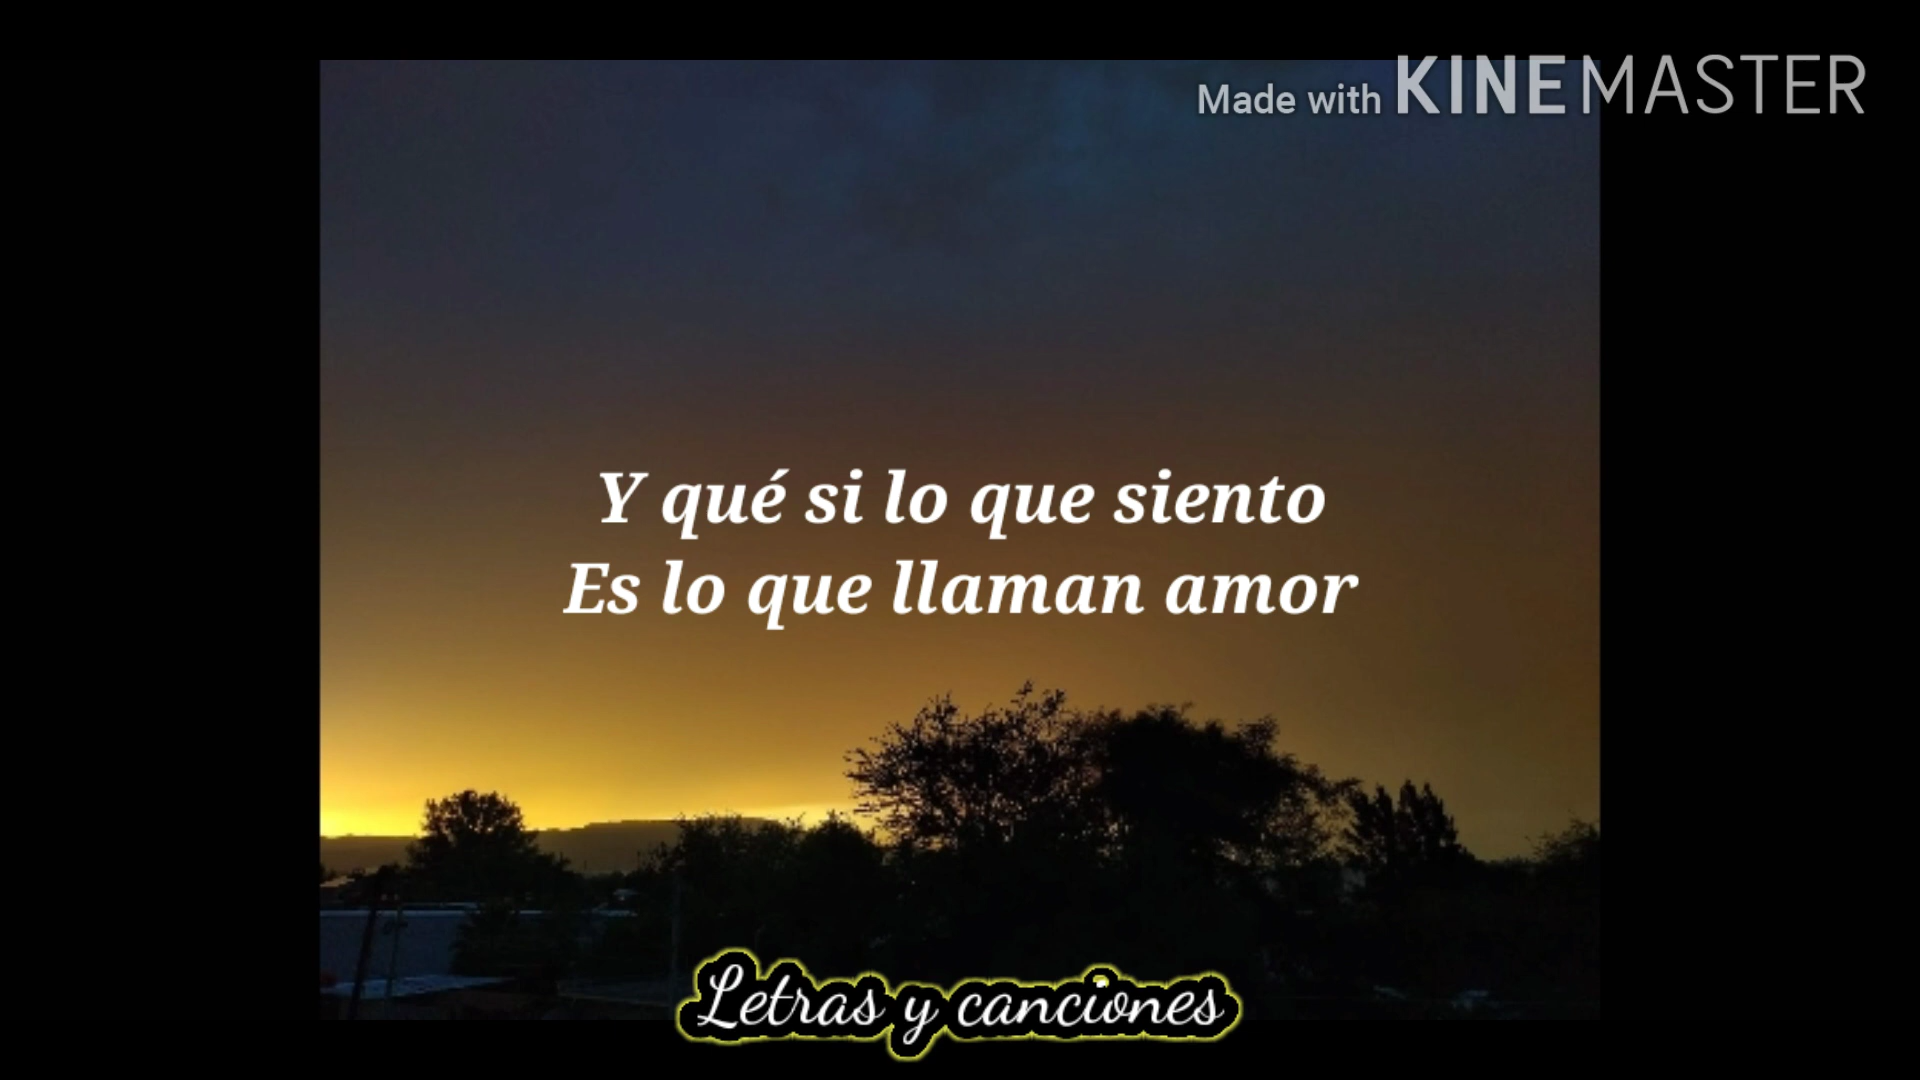 Made with KINEMASTER
Y qué si lo que siento
Es lo que llaman amor
Letras y canciones